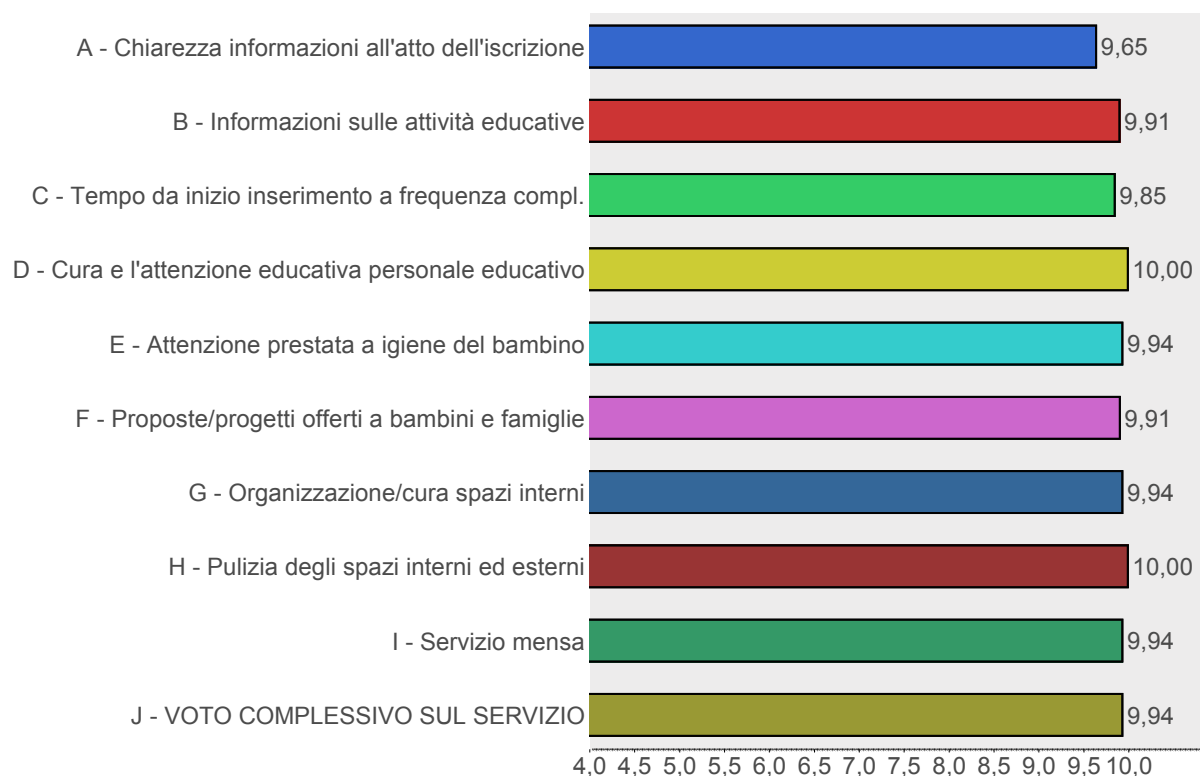 A - Chiarezza informazioni all'atto dell'iscrizione 9,65
B - Informazioni sulle attività educative 9,91
C - Tempo da inizio inserimento a frequenza compl. 9,85
D - Cura e l'attenzione educativa personale educativo 10,00
E - Attenzione prestata a igiene del bambino 9,94
F - Proposte/progetti offerti a bambini e famiglie 9,91
G - Organizzazione/cura spazi interni 9,94
H - Pulizia degli spazi interni ed esterni 10,00
I - Servizio mensa 9,94
J - VOTO COMPLESSIVO SUL SERVIZIO 9,94
4,0 4,5 5,0 5,5 6,0 6,5 7,0 7,5 8,0 8,5 9,0 9,5 10,0